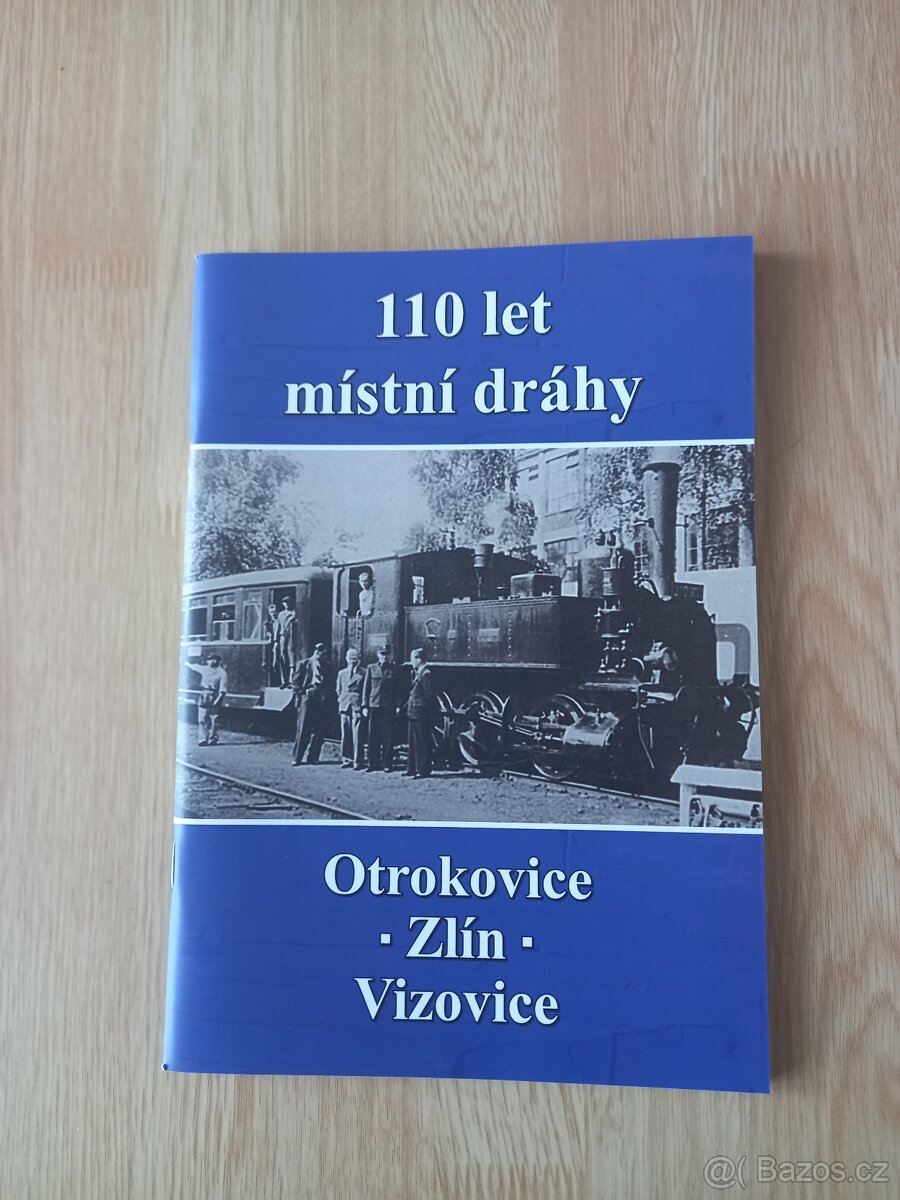 110 let
místní dráhy
Otrokovice
▪ Zlín ▪
Vizovice
@( Bazos.cz